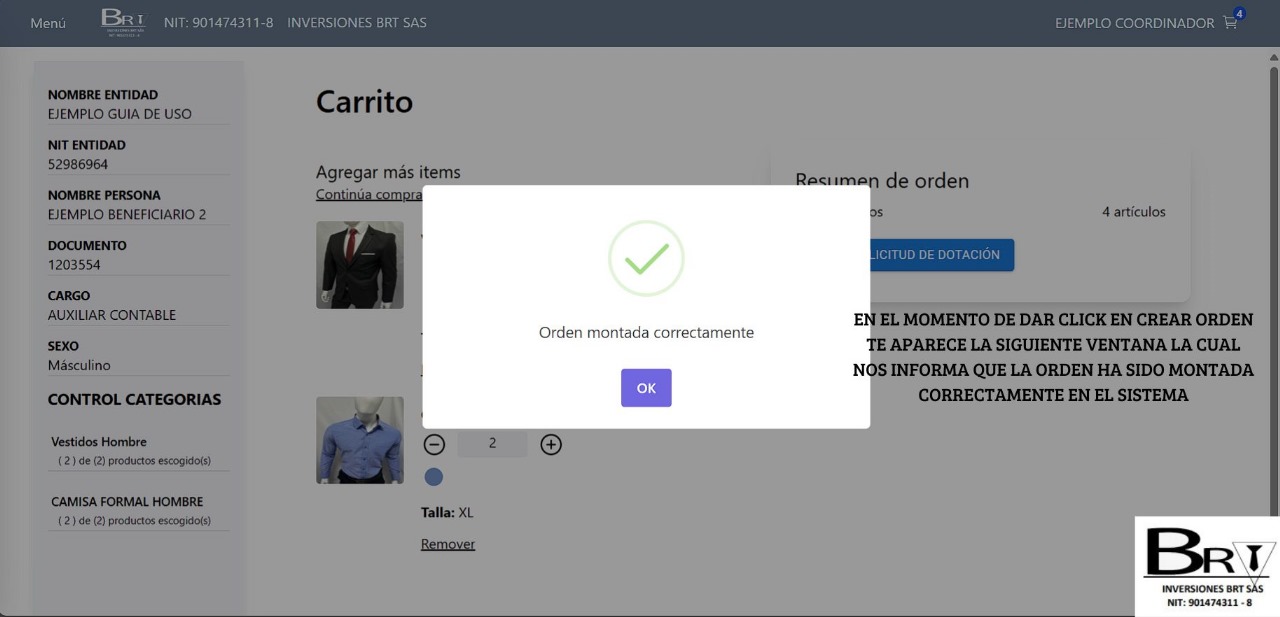 Menú
BRT
NIT: 901474311-8
INVERSIONES BRT SAS
EJEMPLO COORDINADOR
4
NOMBRE ENTIDAD
EJEMPLO GUIA DE USO
NIT ENTIDAD
52986964
NOMBRE PERSONA
EJEMPLO BENEFICIARIO 2
DOCUMENTO
1203554
CARGO
AUXILIAR CONTABLE
SEXO
Másculino
CONTROL CATEGORIAS
Vestidos Hombre
( 2 ) de (2) productos escogido(s)
CAMISA FORMAL HOMBRE
( 2 ) de (2) productos escogido(s)
Carrito
Agregar más items
Continúa compra
Orden montada correctamente
OK
2
Talla: XL
Remover
Resumen de orden
os
4 artículos
LICITUD DE DOTACIÓN
EN EL MOMENTO DE DAR CLICK EN CREAR ORDEN
TE APARECE LA SIGUIENTE VENTANA LA CUAL
NOS INFORMA QUE LA ORDEN HA SIDO MONTADA
CORRECTAMENTE EN EL SISTEMA
BRT
INVERSIONES BRT SAS
NIT: 901474311 - 8